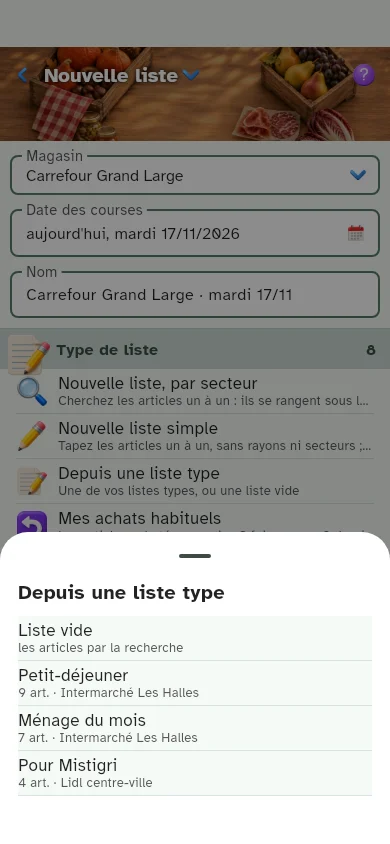 Nouvelle liste
?
Magasin
Carrefour Grand Large
Date des courses
aujourd'hui, mardi 17/11/2026
Nom
Carrefour Grand Large · mardi 17/11
Type de liste 8
Nouvelle liste, par secteur
Cherchez les articles un à un : ils se rangent sous l…
Nouvelle liste simple
Tapez les articles un à un, sans rayons ni secteurs ;…
Depuis une liste type
Une de vos listes types, ou une liste vide
Mes achats habituels
Depuis une liste type
Liste vide
les articles par la recherche
Petit-déjeuner
9 art. · Intermarché Les Halles
Ménage du mois
7 art. · Intermarché Les Halles
Pour Mistigri
4 art. · Lidl centre-ville